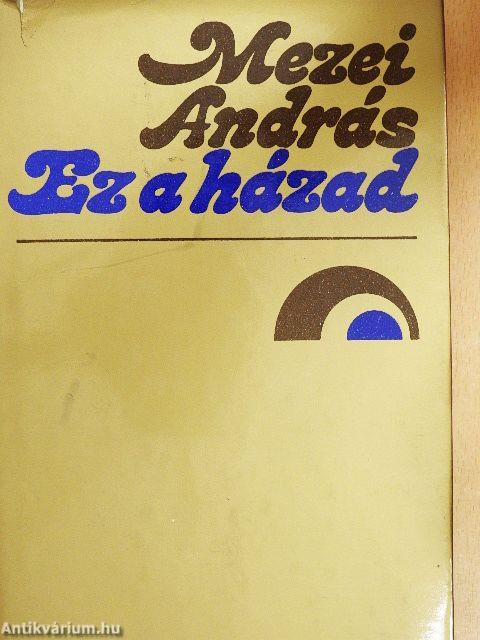 Mezei
András
Ez a házad
Antikvárium.hu